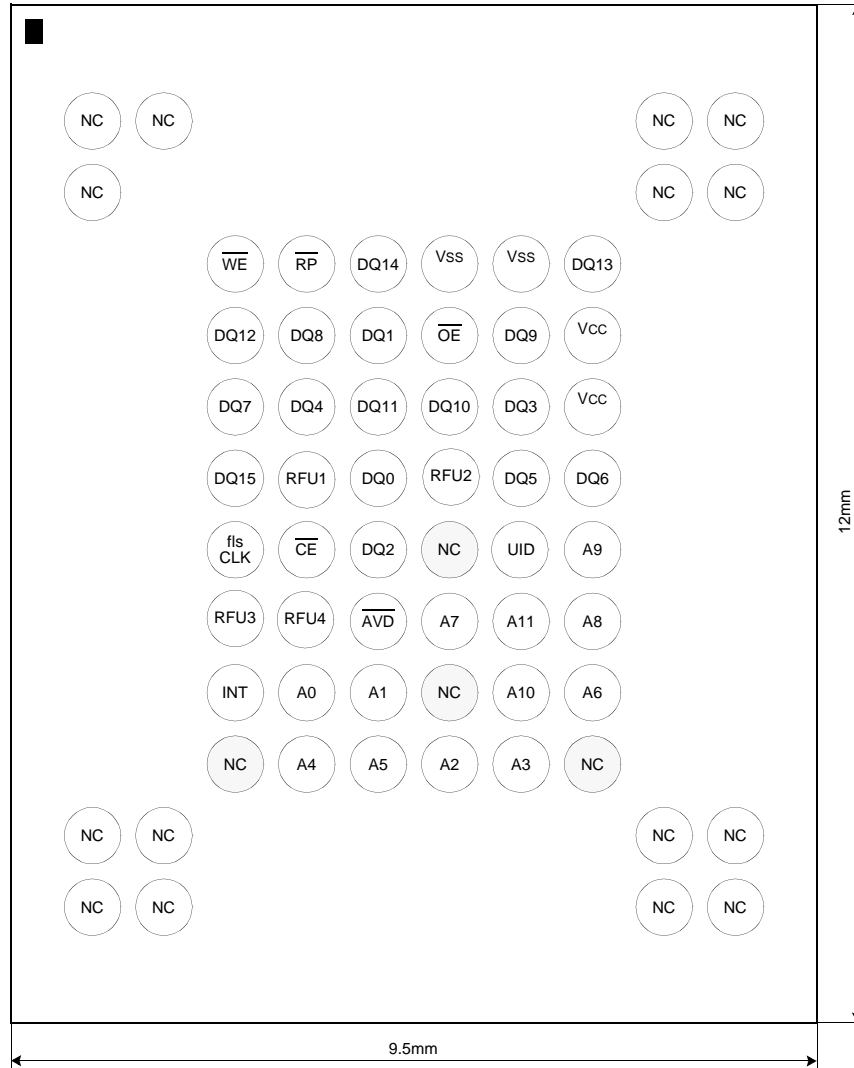 NC NC NC NC
NC NC NC
WE RP DQ14 Vss Vss DQ13
DQ12 DQ8 DQ1 OE DQ9 Vcc
DQ7 DQ4 DQ11 DQ10 DQ3 Vcc
DQ15 RFU1 DQ0 RFU2 DQ5 DQ6
fls CLK CE DQ2 NC UID A9
RFU3 RFU4 AVD A7 A11 A8
INT A0 A1 NC A10 A6
NC A4 A5 A2 A3 NC
NC NC NC NC
NC NC NC NC
12mm
9.5mm